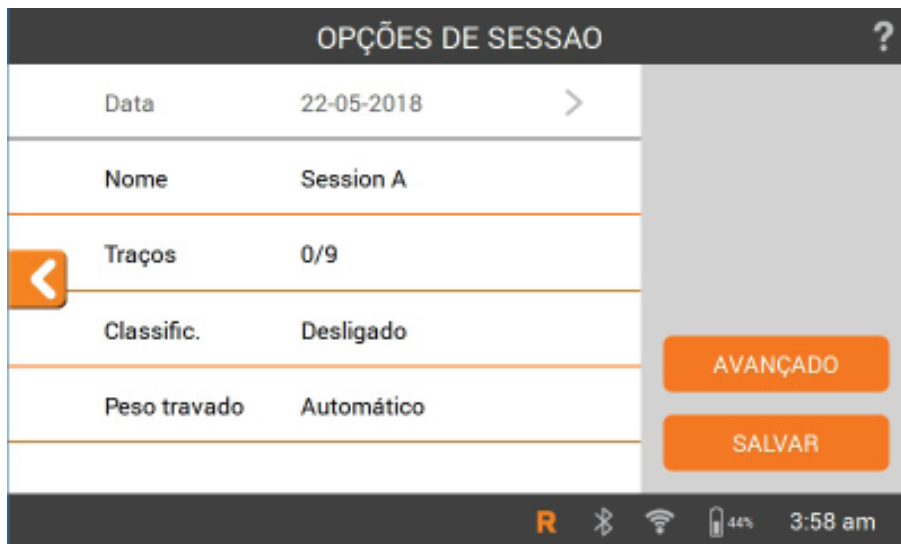 OPÇÕES DE SESSAO ?
Data 22-05-2018
Nome Session A
Traços 0/9
Classific. Desligado
Peso travado Automático
AVANÇADO
SALVAR
R 44% 3:58 am